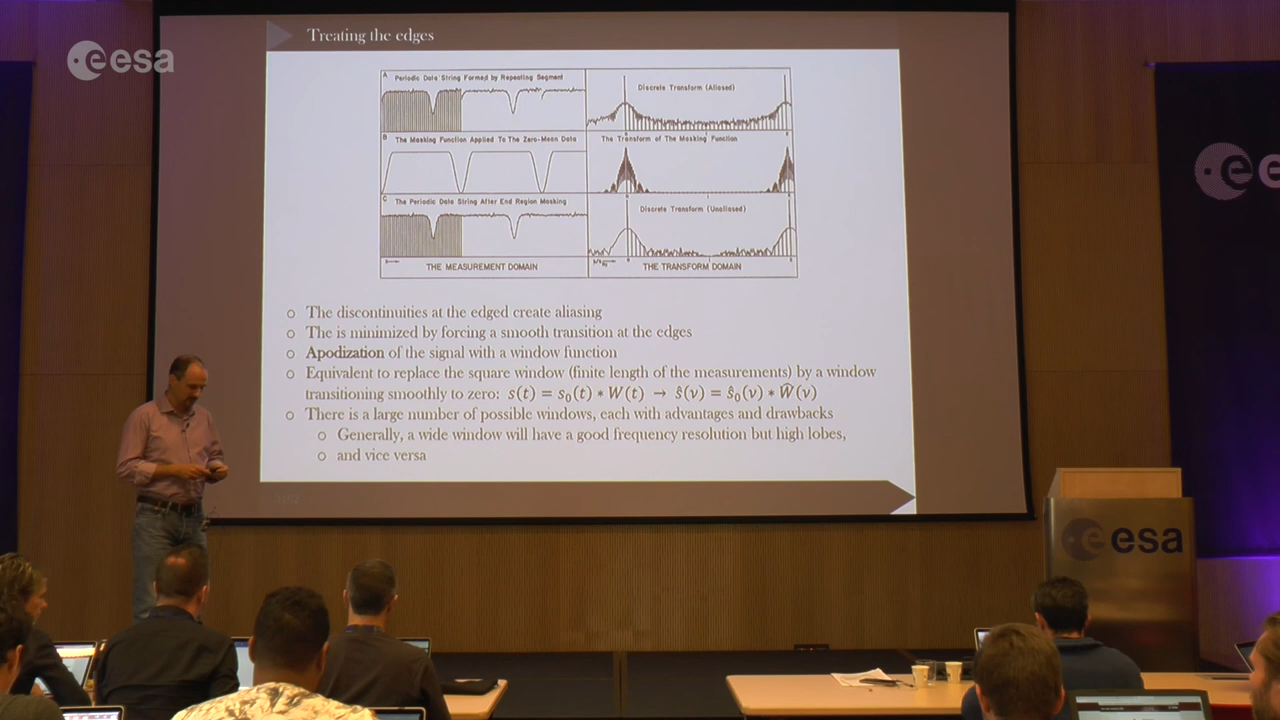 esa
Treating the edges
A Periodic Data String Formed by Repeating Segment
Discrete Transform (Aliased)
B The Masking Function Applied To The Zero-Mean Data
The Transform of The Masking Function
C The Periodic Data String After End Region Masking
Discrete Transform (Unaliased)
THE MEASUREMENT DOMAIN
THE TRANSFORM DOMAIN
The discontinuities at the edged create aliasing
The is minimized by forcing a smooth transition at the edges
Apodization of the signal with a window function
Equivalent to replace the square window (finite length of the measurements) by a window
transitioning smoothly to zero: s(t) = s₀(t) * W(t) → ŝ(ν) = ŝ₀(ν) * Ŵ(ν)
There is a large number of possible windows, each with advantages and drawbacks
Generally, a wide window will have a good frequency resolution but high lobes,
and vice versa
esa